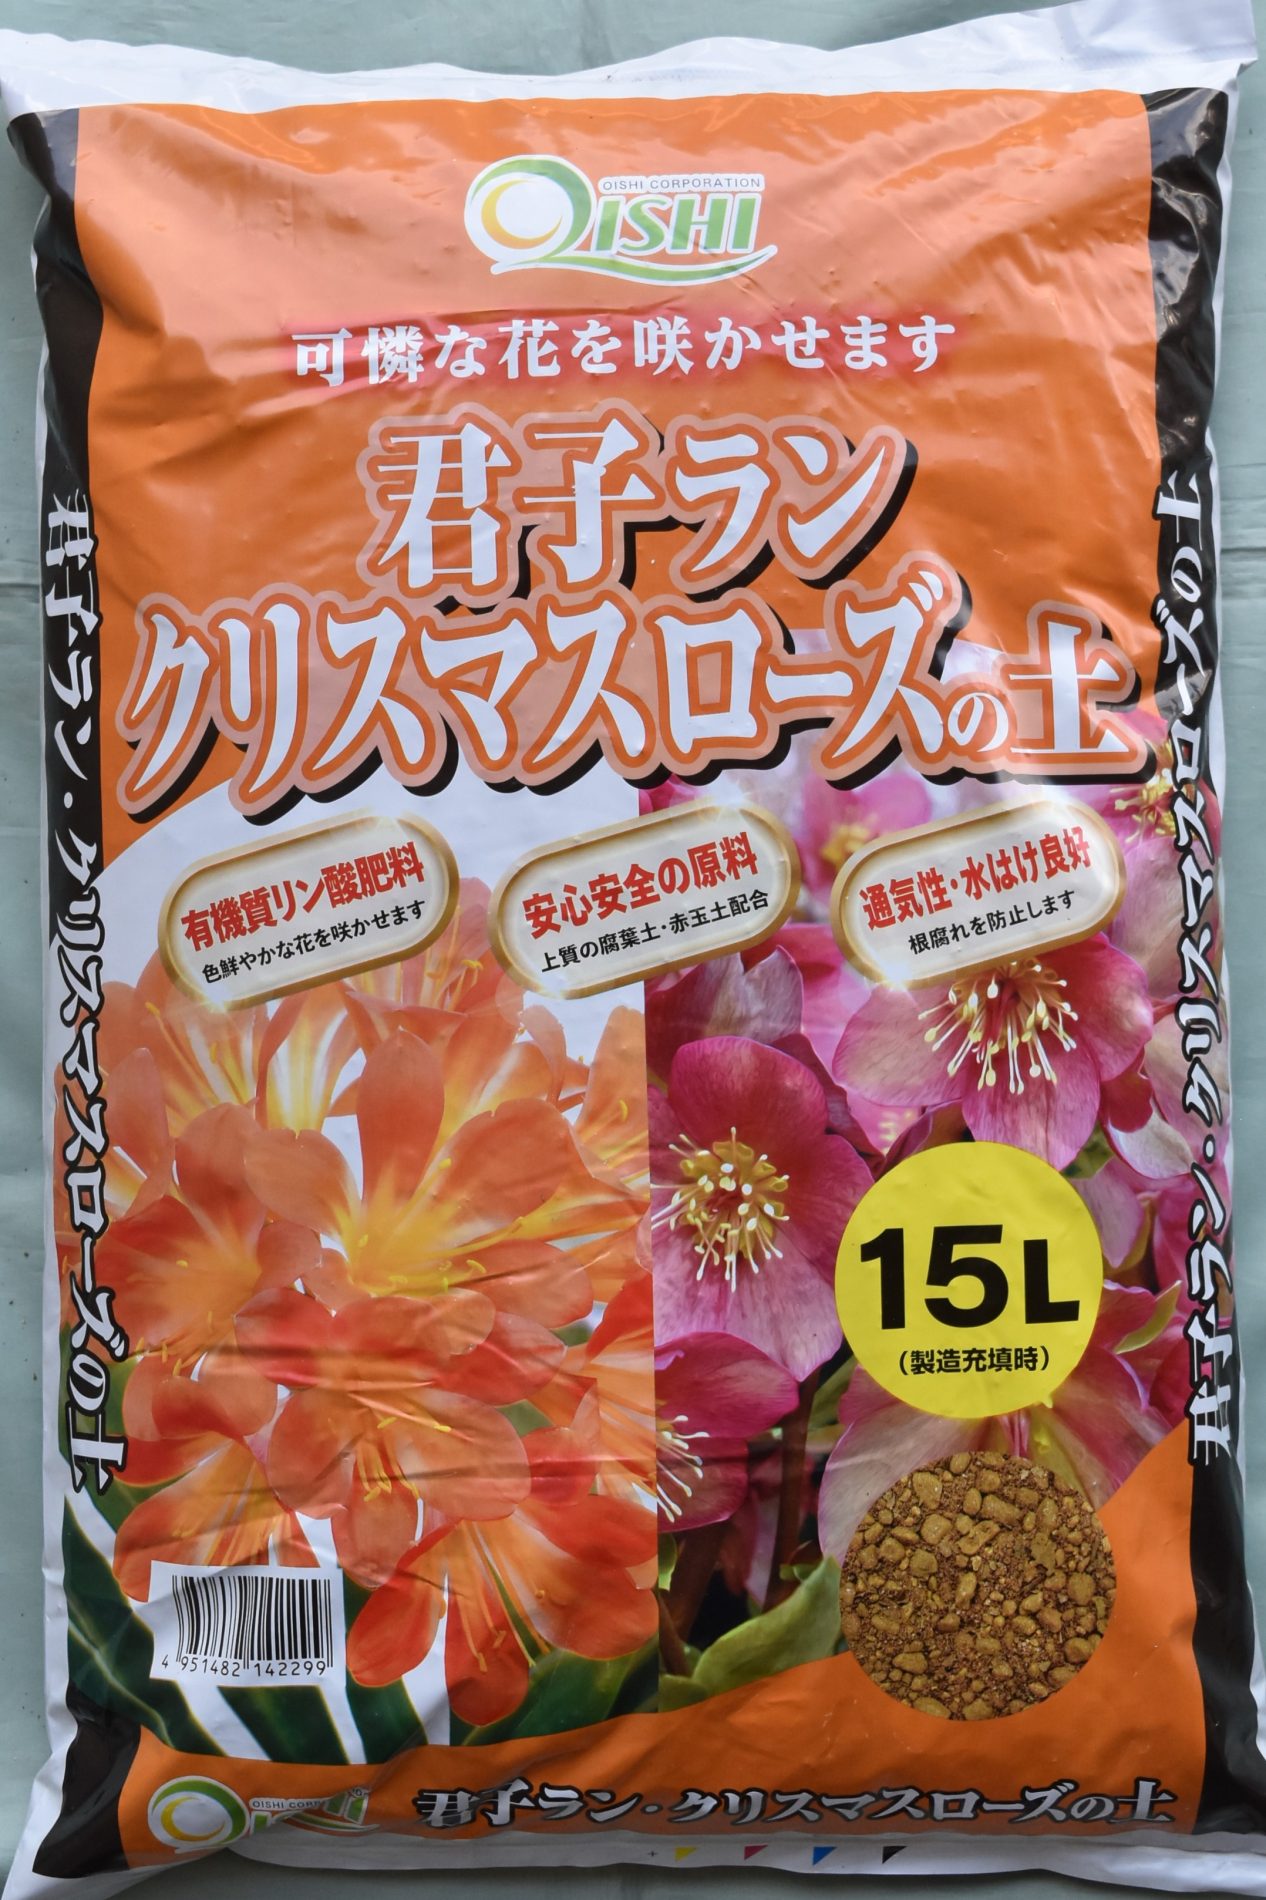 OISHI CORPORATION
OISHI
可憐な花を咲かせます
君子ラン
クリスマスローズの土
有機質リン酸肥料
色鮮やかな花を咲かせます
安心安全の原料
上質の腐葉土・赤玉土配合
通気性・水はけ良好
根腐れを防止します
15L
(製造充填時)
君子ラン・クリスマスローズの土
君子ラン・クリスマスローズの土
4 951482 142299
OISHI
君子ラン・クリスマスローズの土